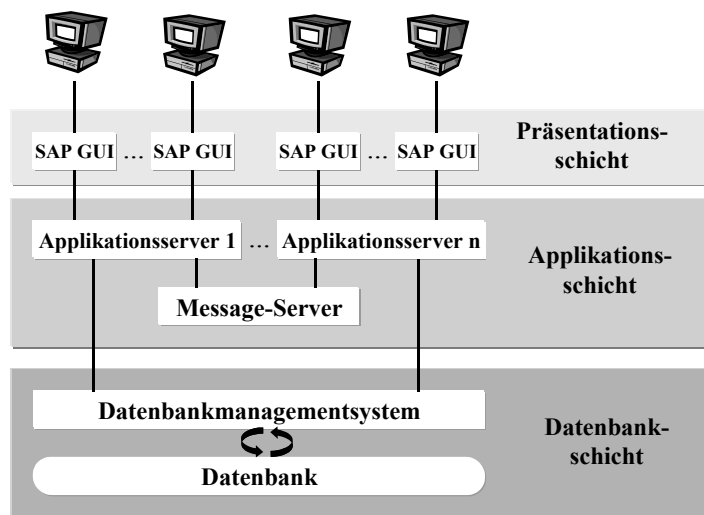 SAP GUI … SAP GUI SAP GUI … SAP GUI
Präsentations-
schicht
Applikationsserver 1 … Applikationsserver n
Message-Server
Applikations-
schicht
Datenbankmanagementsystem
Datenbank
Datenbank-
schicht